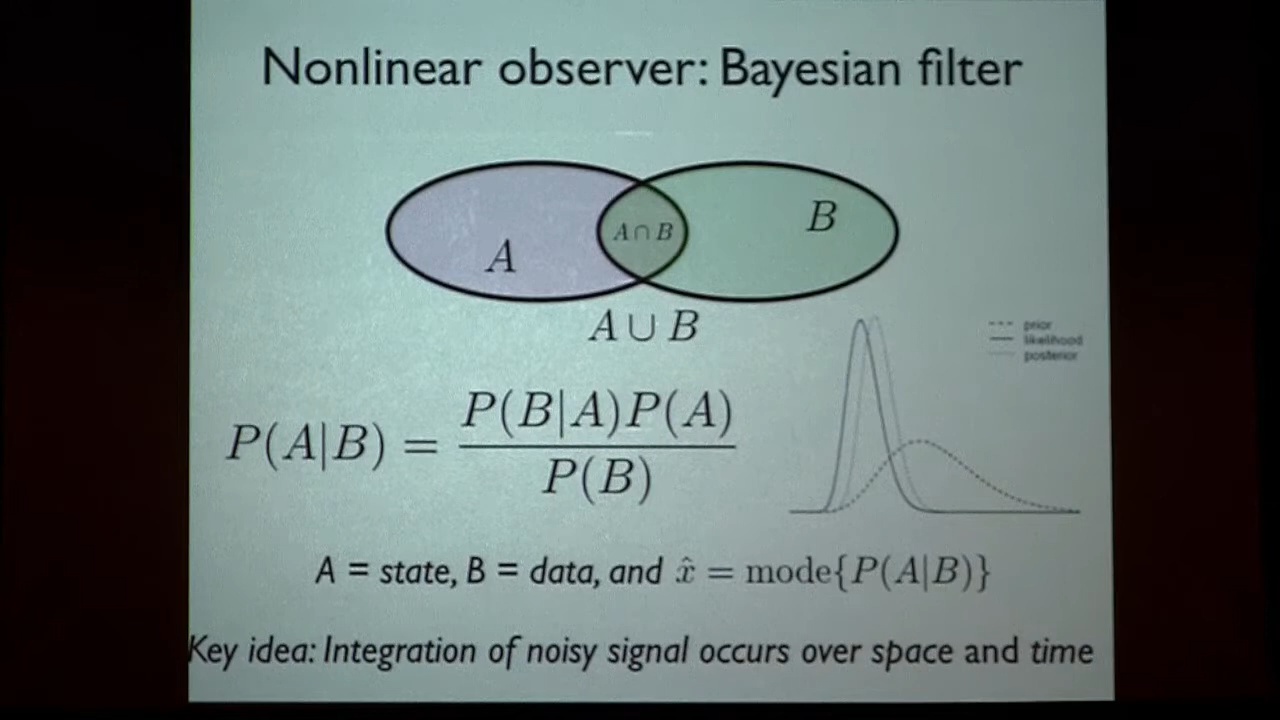 Nonlinear observer: Bayesian filter
A
A ∩ B
B
A ∪ B
prior
likelihood
posterior
P(A|B) = P(B|A)P(A) / P(B)
A = state, B = data, and x̂ = mode{P(A|B)}
Key idea: Integration of noisy signal occurs over space and time